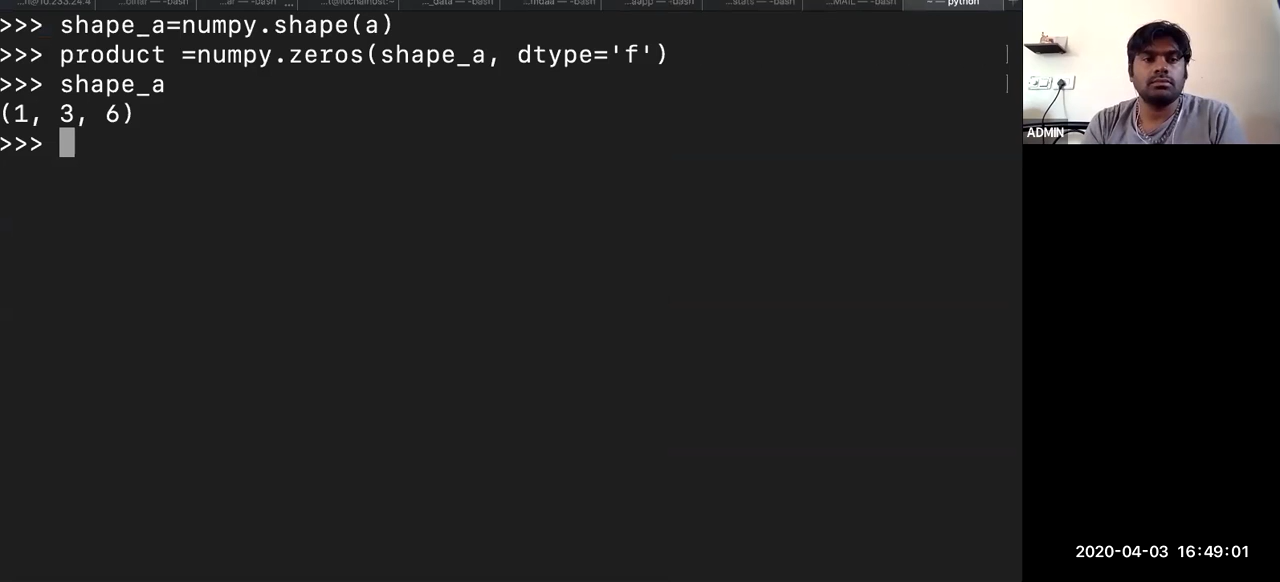 — python
>>> shape_a=numpy.shape(a)
>>> product =numpy.zeros(shape_a, dtype='f')
>>> shape_a
(1, 3, 6)
>>>
ADMIN
2020-04-03 16:49:01